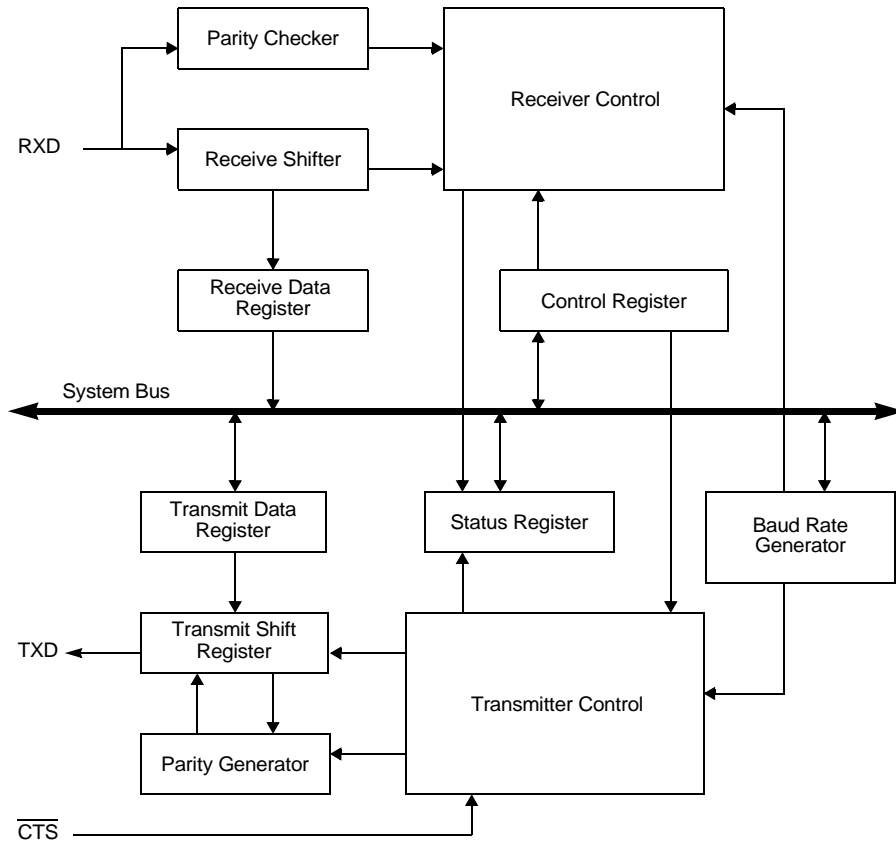 Parity Checker
Receiver Control
RXD
Receive Shifter
Receive Data
Register
Control Register
System Bus
Transmit Data
Register
Status Register
Baud Rate
Generator
TXD
Transmit Shift
Register
Transmitter Control
Parity Generator
CTS